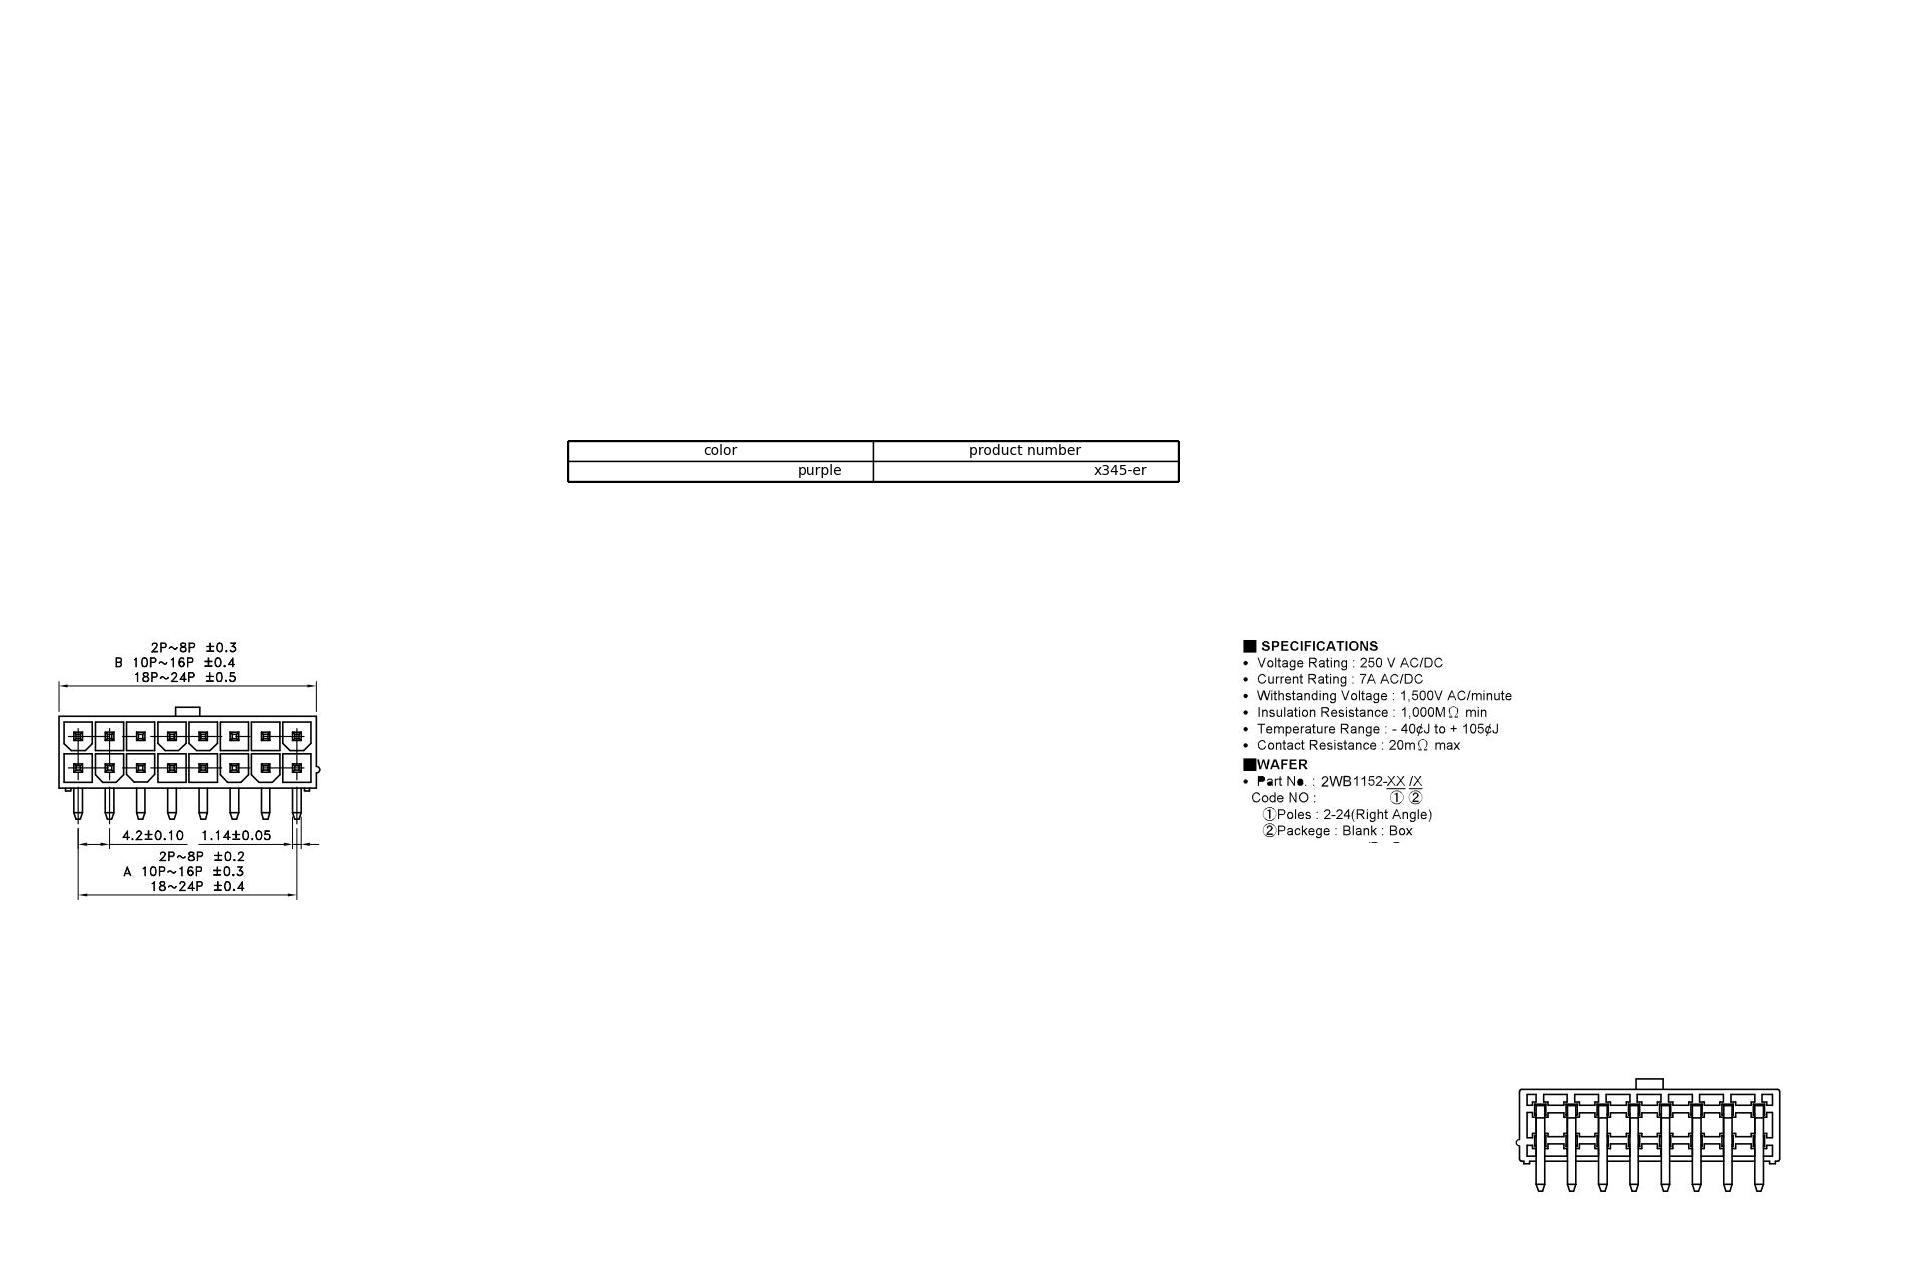 color product number
purple x345-er
2P~8P ±0.3
B 10P~16P ±0.4
18P~24P ±0.5
4.2±0.10 1.14±0.05
2P~8P ±0.2
A 10P~16P ±0.3
18~24P ±0.4
■ SPECIFICATIONS
• Voltage Rating : 250 V AC/DC
• Current Rating : 7A AC/DC
• Withstanding Voltage : 1,500V AC/minute
• Insulation Resistance : 1,000MΩ min
• Temperature Range : - 40¢J to + 105¢J
• Contact Resistance : 20mΩ max
■WAFER
• Part No. : 2WB1152-XX /X
Code NO : ① ②
①Poles : 2-24(Right Angle)
②Packege : Blank : Box